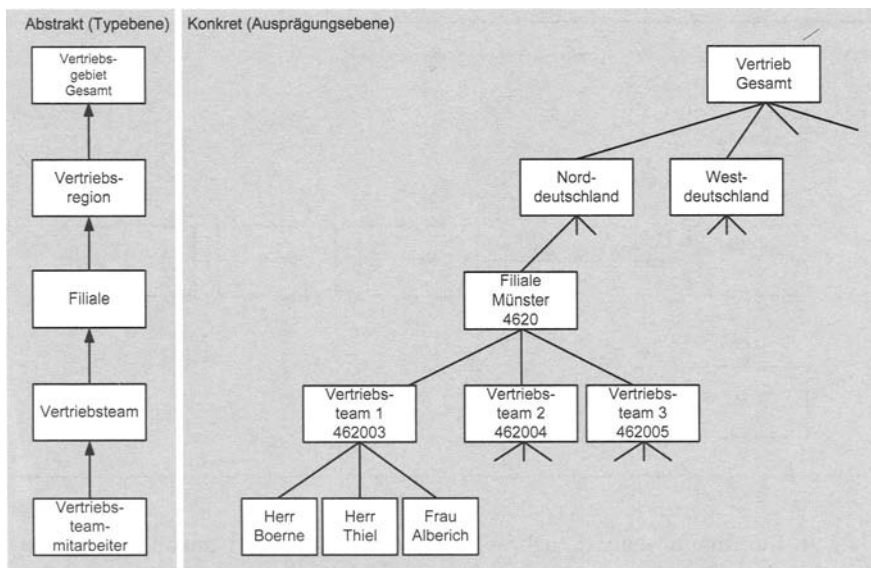 Abstrakt (Typebene)
Konkret (Ausprägungsebene)
Vertriebs-
gebiet
Gesamt
Vertriebs-
region
Filiale
Vertriebsteam
Vertriebs-
team-
mitarbeiter
Vertrieb
Gesamt
Nord-
deutschland
West-
deutschland
Filiale
Münster
4620
Vertriebs-
team 1
462003
Vertriebs-
team 2
462004
Vertriebs-
team 3
462005
Herr
Boerne
Herr
Thiel
Frau
Alberich